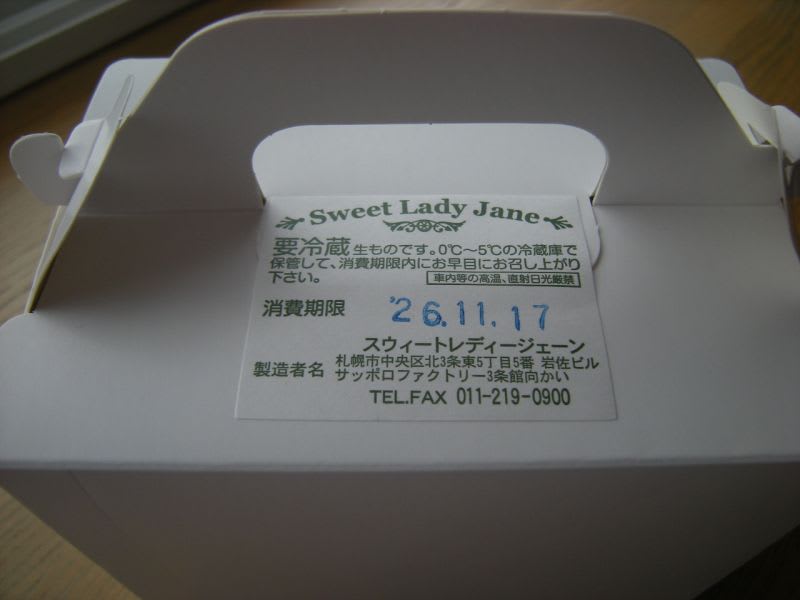 Sweet Lady Jane
要冷蔵 生ものです。0℃～5℃の冷蔵庫で
保管して、消費期限内にお早目にお召し上がり
下さい。 車内等の高温、直射日光厳禁
消費期限 '26.11.17
スウィートレディージェーン
製造者名 札幌市中央区北3条東5丁目5番 岩佐ビル
サッポロファクトリー3条館向かい
TEL.FAX 011-219-0900